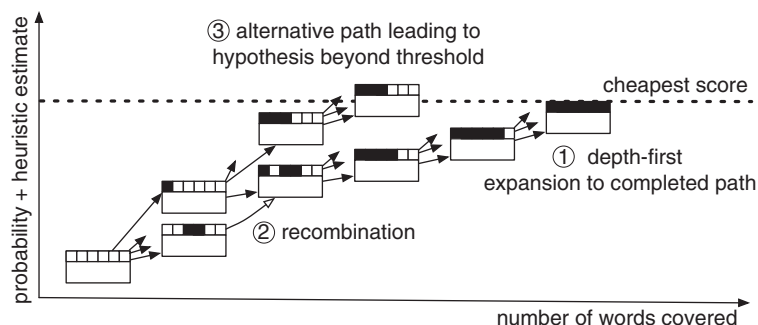 ③ alternative path leading to
hypothesis beyond threshold
cheapest score
① depth-first
expansion to completed path
② recombination
probability + heuristic estimate
number of words covered